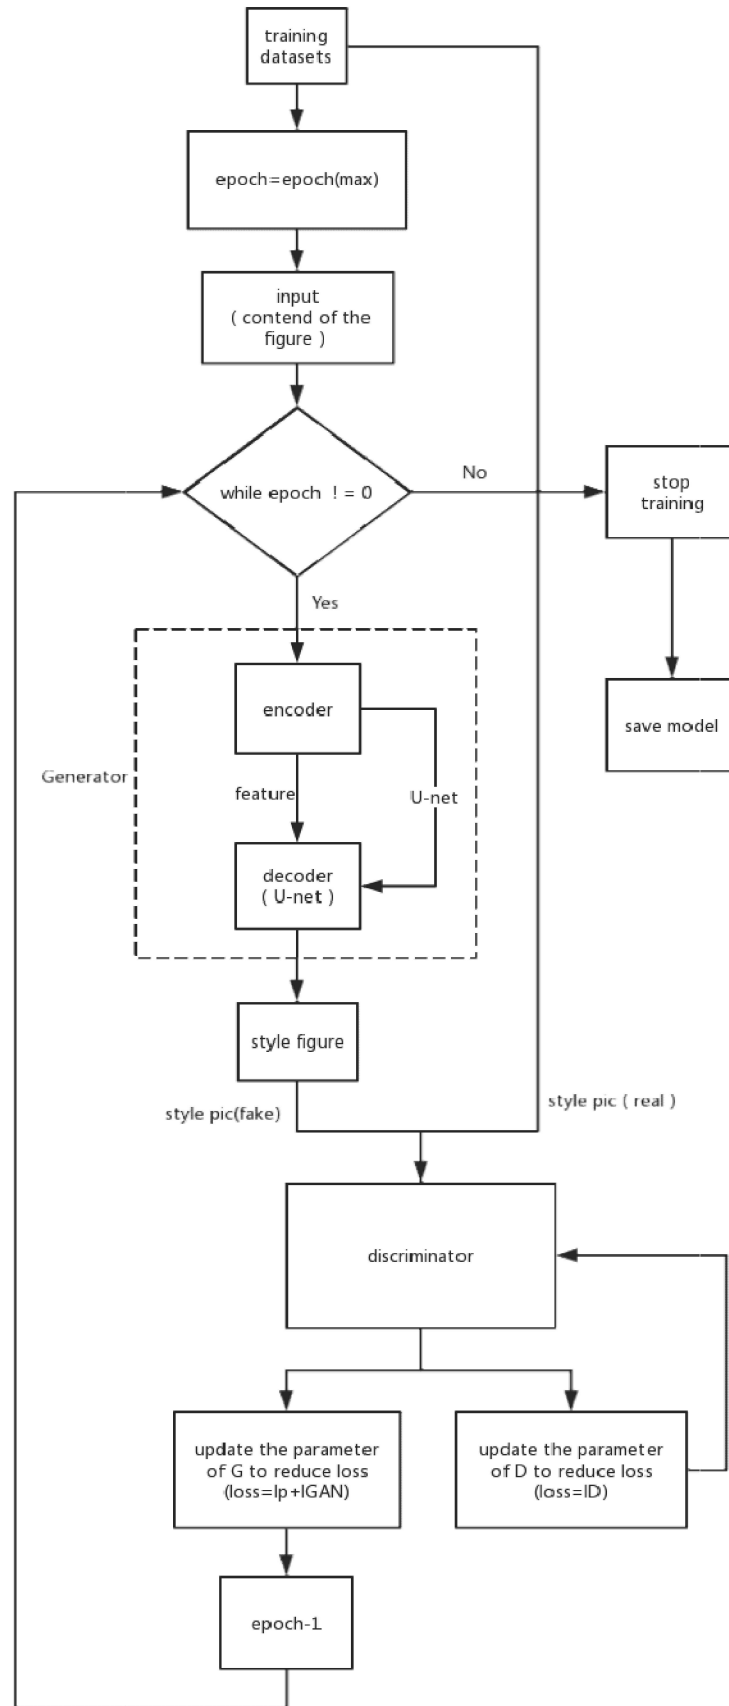 training
datasets
epoch=epoch(max)
input
( contend of the
figure )
while epoch ! = 0
No
stop
training
Yes
encoder
save model
Generator
feature
U-net
decoder
( U-net )
style figure
style pic(fake)
style pic ( real )
discriminator
update the parameter
of G to reduce loss
(loss=lp+lGAN)
update the parameter
of D to reduce loss
(loss=lD)
epoch-1